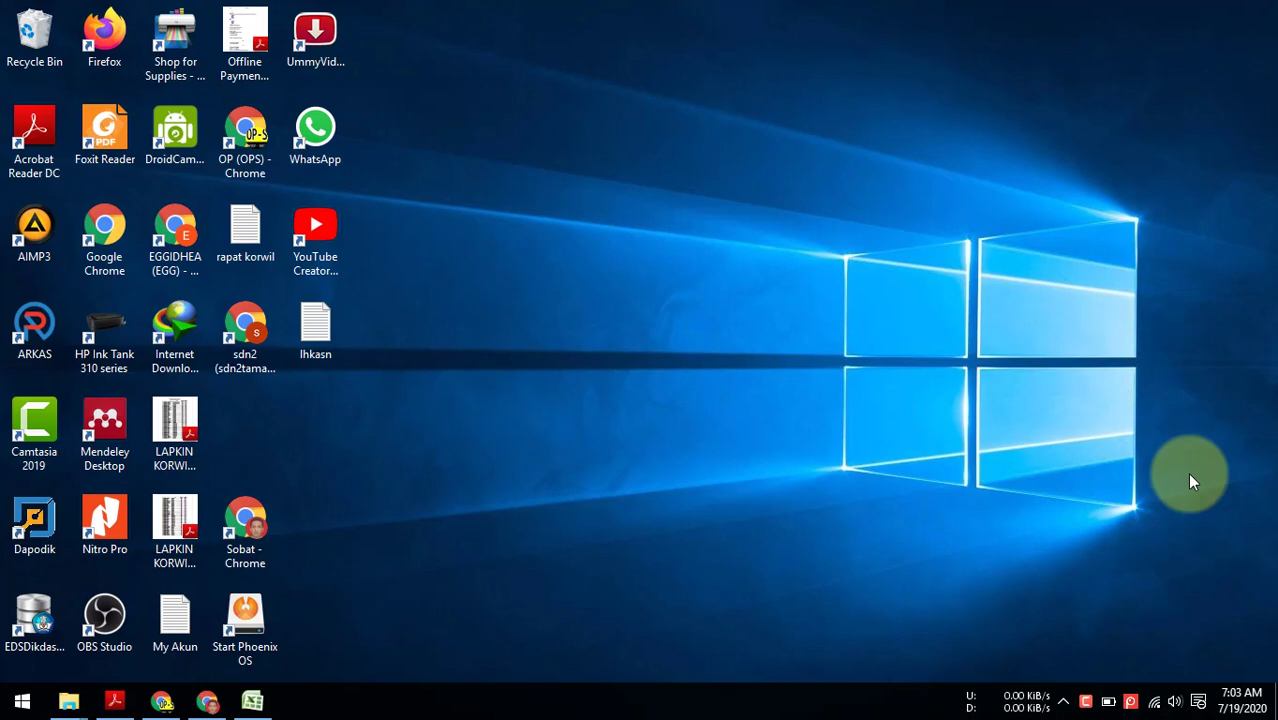 Recycle Bin
Firefox
Shop for
Supplies - ...
Offline
Paymen...
UmmyVid...
Acrobat
Reader DC
PDF
Foxit Reader
DroidCam...
OP-S
OP (OPS) -
Chrome
WhatsApp
AIMP3
Google
Chrome
E
EGGIDHEA
(EGG) - ...
rapat korwil
YouTube
Creator...
ARKAS
HP Ink Tank
310 series
Internet
Downlo...
s
sdn2
(sdn2tama...
lhkasn
Camtasia
2019
Mendeley
Desktop
LAPKIN
KORWI...
Dapodik
Nitro Pro
LAPKIN
KORWI...
Sobat -
Chrome
EDSDikdas...
OBS Studio
My Akun
Start Phoenix
OS
OP-S
U: 0.00 KiB/s
D: 0.00 KiB/s
7:03 AM
7/19/2020